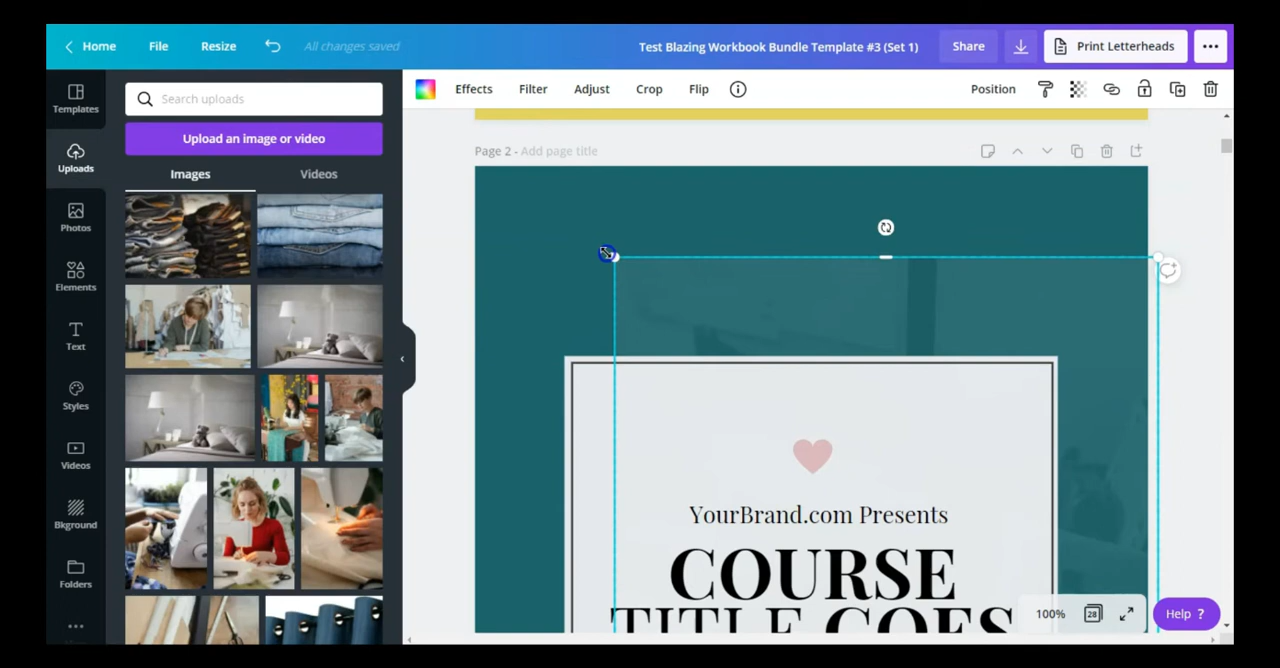 Home File Resize All changes saved Test Blazing Workbook Bundle Template #3 (Set 1) Share Print Letterheads
Templates
Uploads
Photos
Elements
Text
Styles
Videos
Bkground
Folders
Search uploads
Upload an image or video
Images Videos
Effects Filter Adjust Crop Flip Position
Page 2 - Add page title
YourBrand.com Presents
COURSE
TITLE GOES
100% 28 Help ?